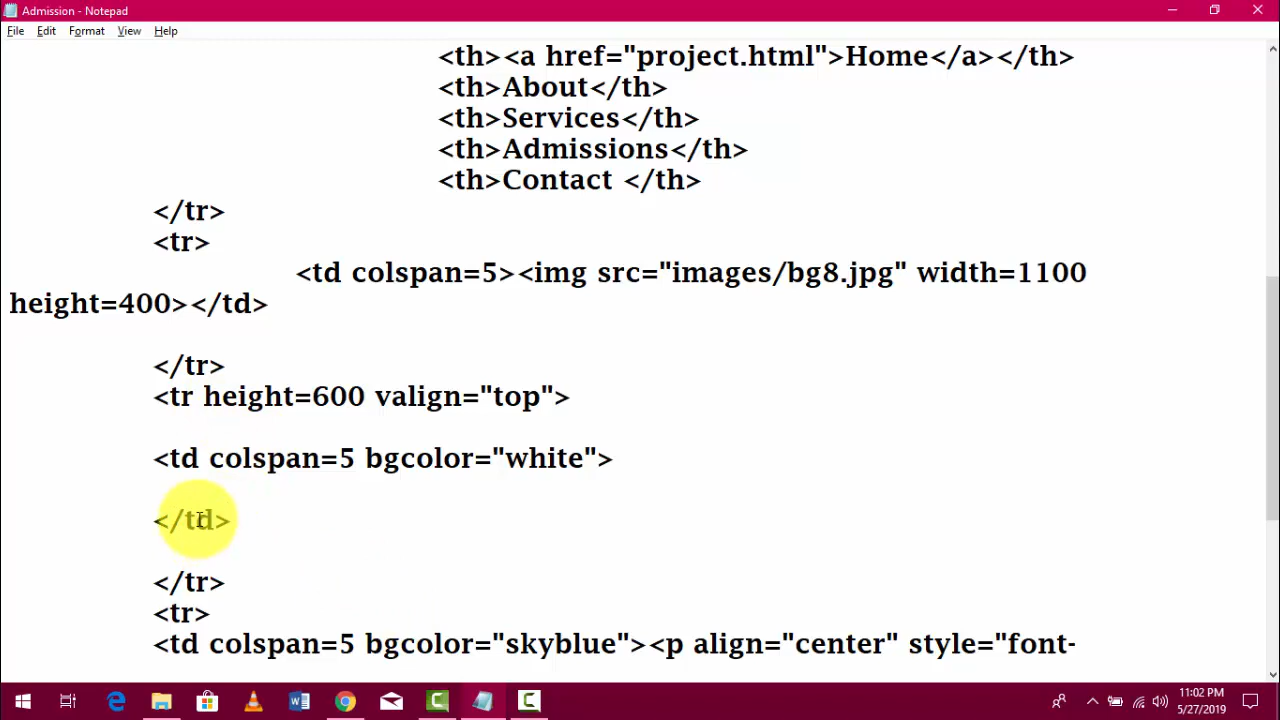 Admission - Notepad
File Edit Format View Help
<th><a href="project.html">Home</a></th>
<th>About</th>
<th>Services</th>
<th>Admissions</th>
<th>Contact </th>
</tr>
<tr>
<td colspan=5><img src="images/bg8.jpg" width=1100
height=400></td>
</tr>
<tr height=600 valign="top">
<td colspan=5 bgcolor="white">
</td>
</tr>
<tr>
<td colspan=5 bgcolor="skyblue"><p align="center" style="font-
11:02 PM
5/27/2019